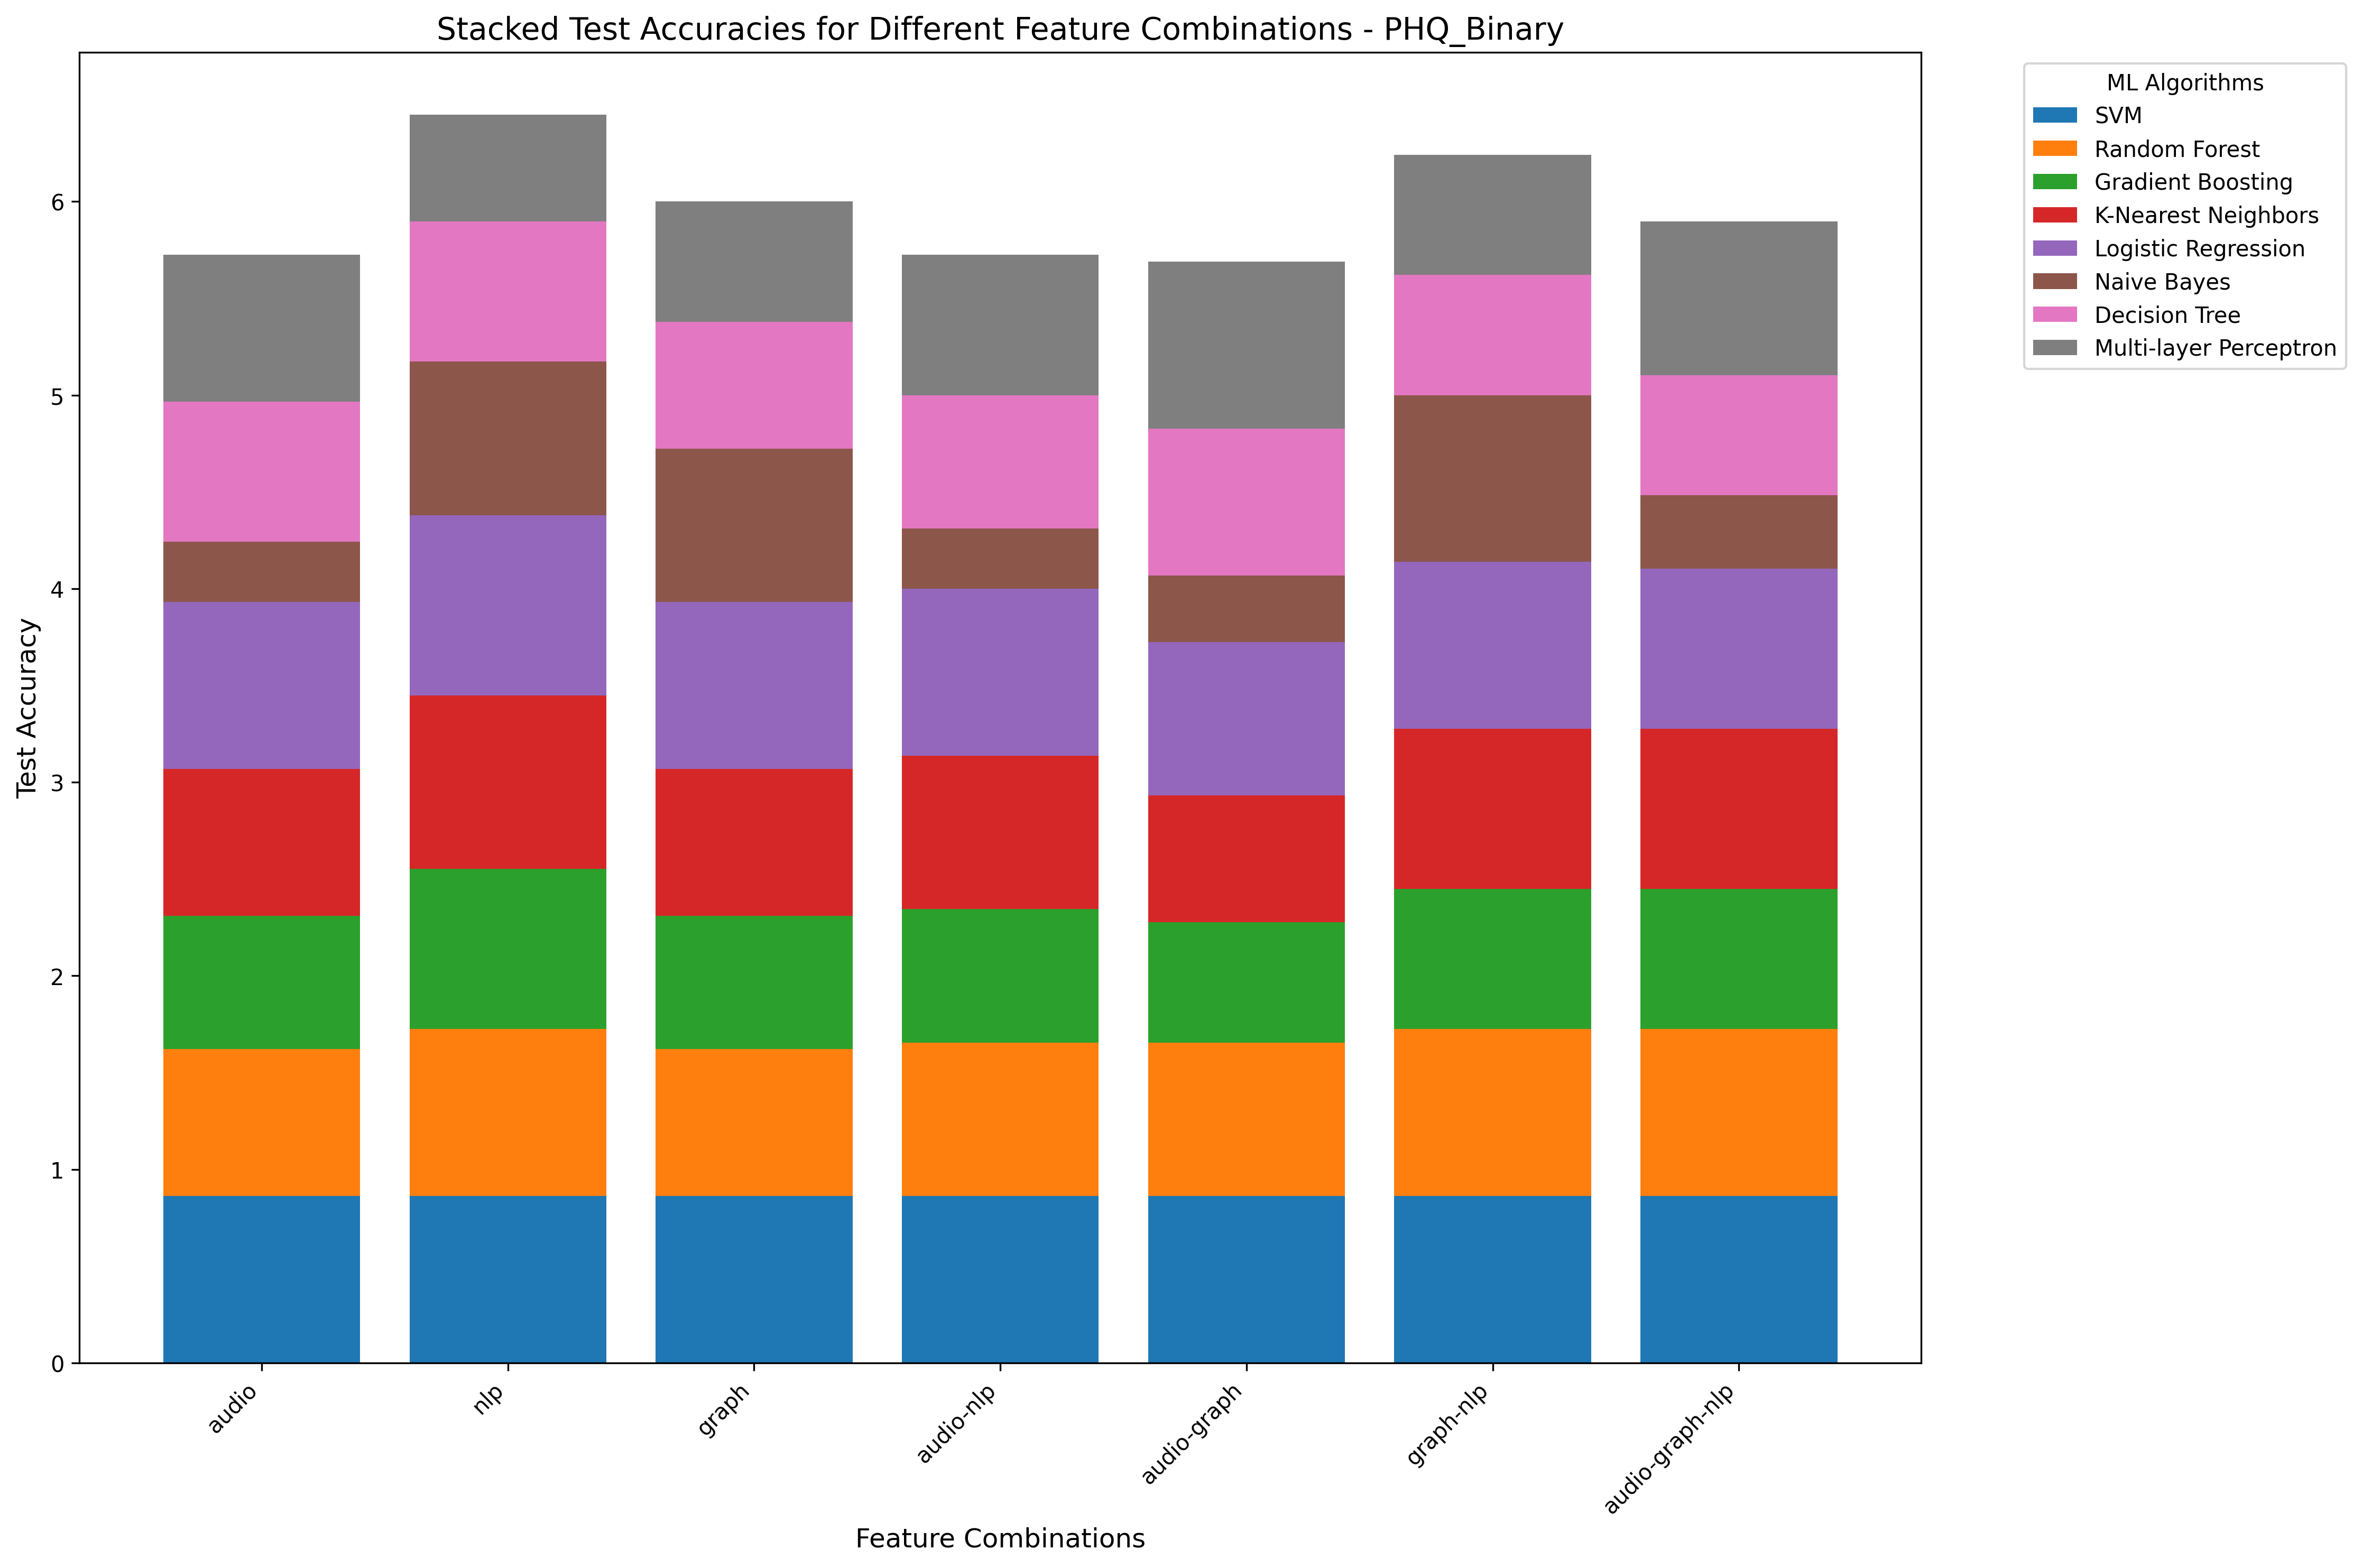 Stacked Test Accuracies for Different Feature Combinations - PHQ_Binary
ML Algorithms
SVM
Random Forest
Gradient Boosting
K-Nearest Neighbors
Logistic Regression
Naive Bayes
Decision Tree
Multi-layer Perceptron
Test Accuracy
6
5
4
3
2
1
0
audio
nlp
graph
audio-nlp
audio-graph
graph-nlp
audio-graph-nlp
Feature Combinations